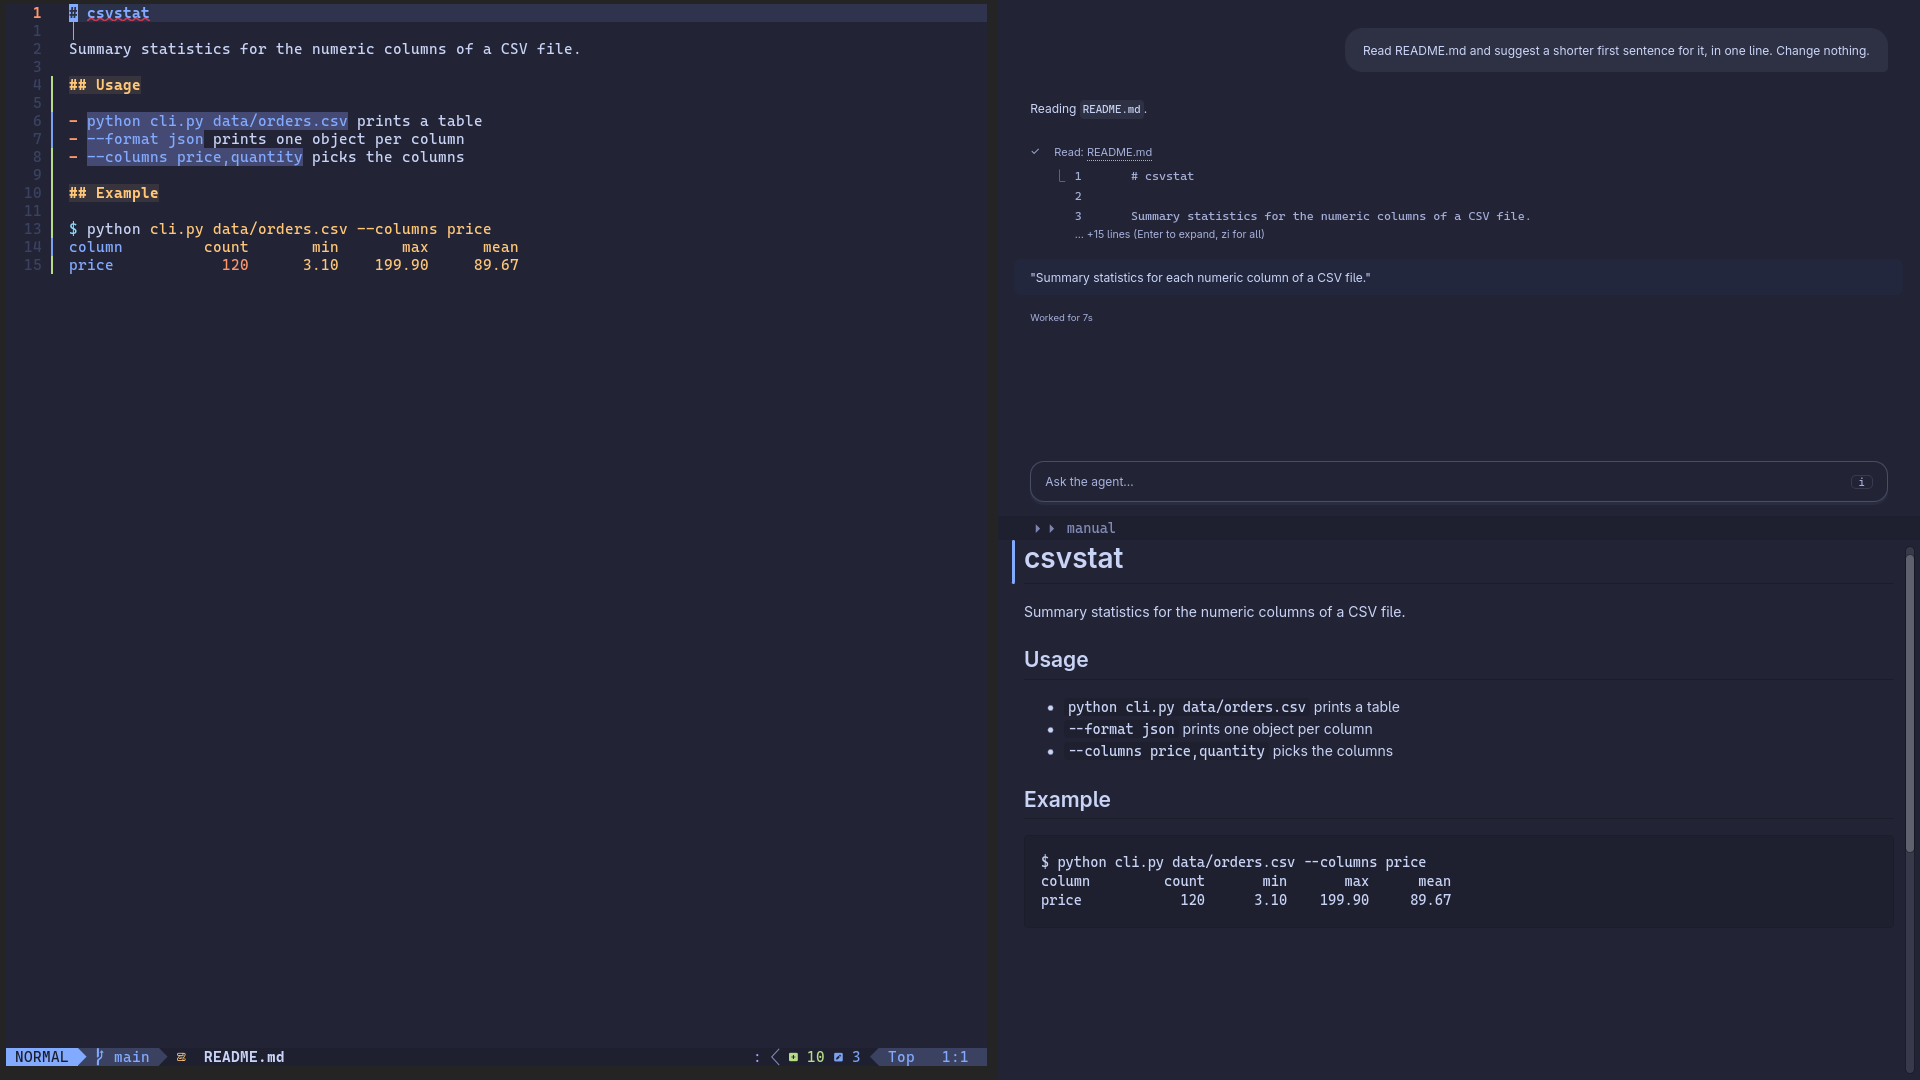 1 # csvstat
1
2 Summary statistics for the numeric columns of a CSV file.
3
4 ## Usage
5
6 - python cli.py data/orders.csv prints a table
7 - --format json prints one object per column
8 - --columns price,quantity picks the columns
9
10 ## Example
11
13 $ python cli.py data/orders.csv --columns price
14 column count min max mean
15 price 120 3.10 199.90 89.67
NORMAL main README.md : 10 3 Top 1:1
Read README.md and suggest a shorter first sentence for it, in one line. Change nothing.
Reading README.md.
Read: README.md
1 # csvstat
2
3 Summary statistics for the numeric columns of a CSV file.
... +15 lines (Enter to expand, zi for all)
"Summary statistics for each numeric column of a CSV file."
Worked for 7s
Ask the agent... i
manual
csvstat
Summary statistics for the numeric columns of a CSV file.
Usage
• python cli.py data/orders.csv prints a table
• --format json prints one object per column
• --columns price,quantity picks the columns
Example
$ python cli.py data/orders.csv --columns price
column count min max mean
price 120 3.10 199.90 89.67